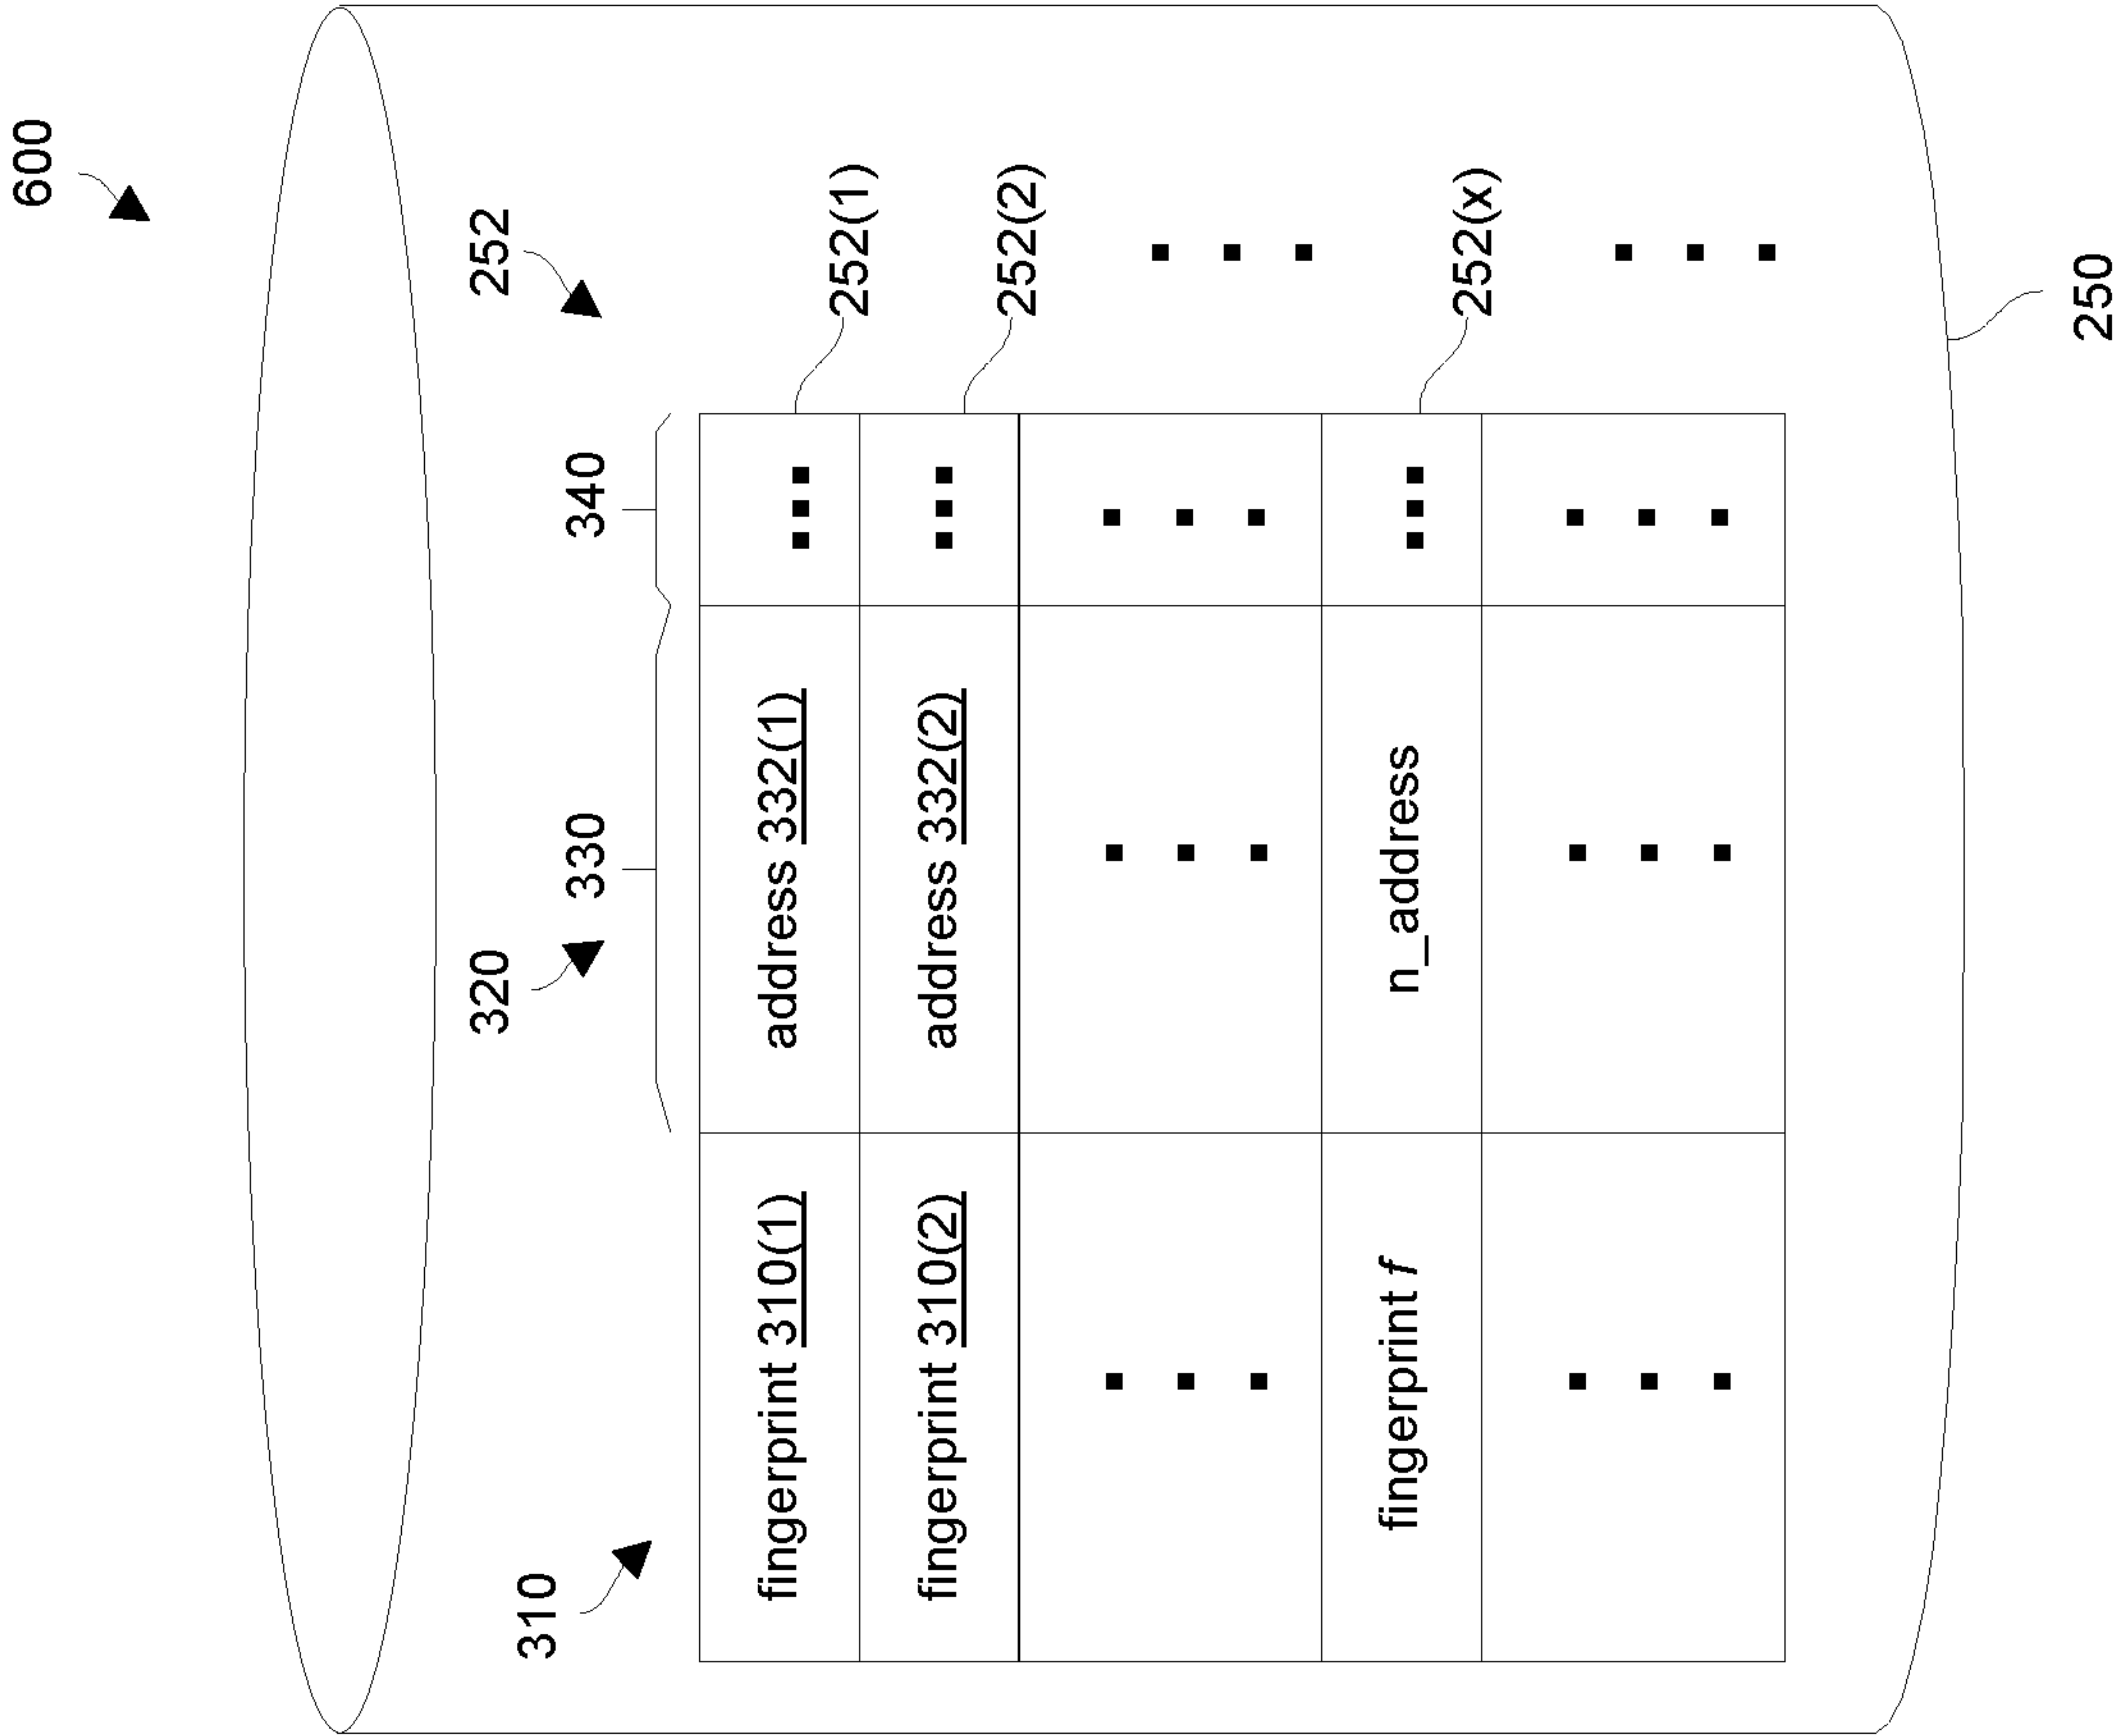 600
252
320
310
340
330
fingerprint 310(1) address 332(1) ...
252(1)
fingerprint 310(2) address 332(2) ...
252(2)
fingerprint f n_address ...
252(x)
250